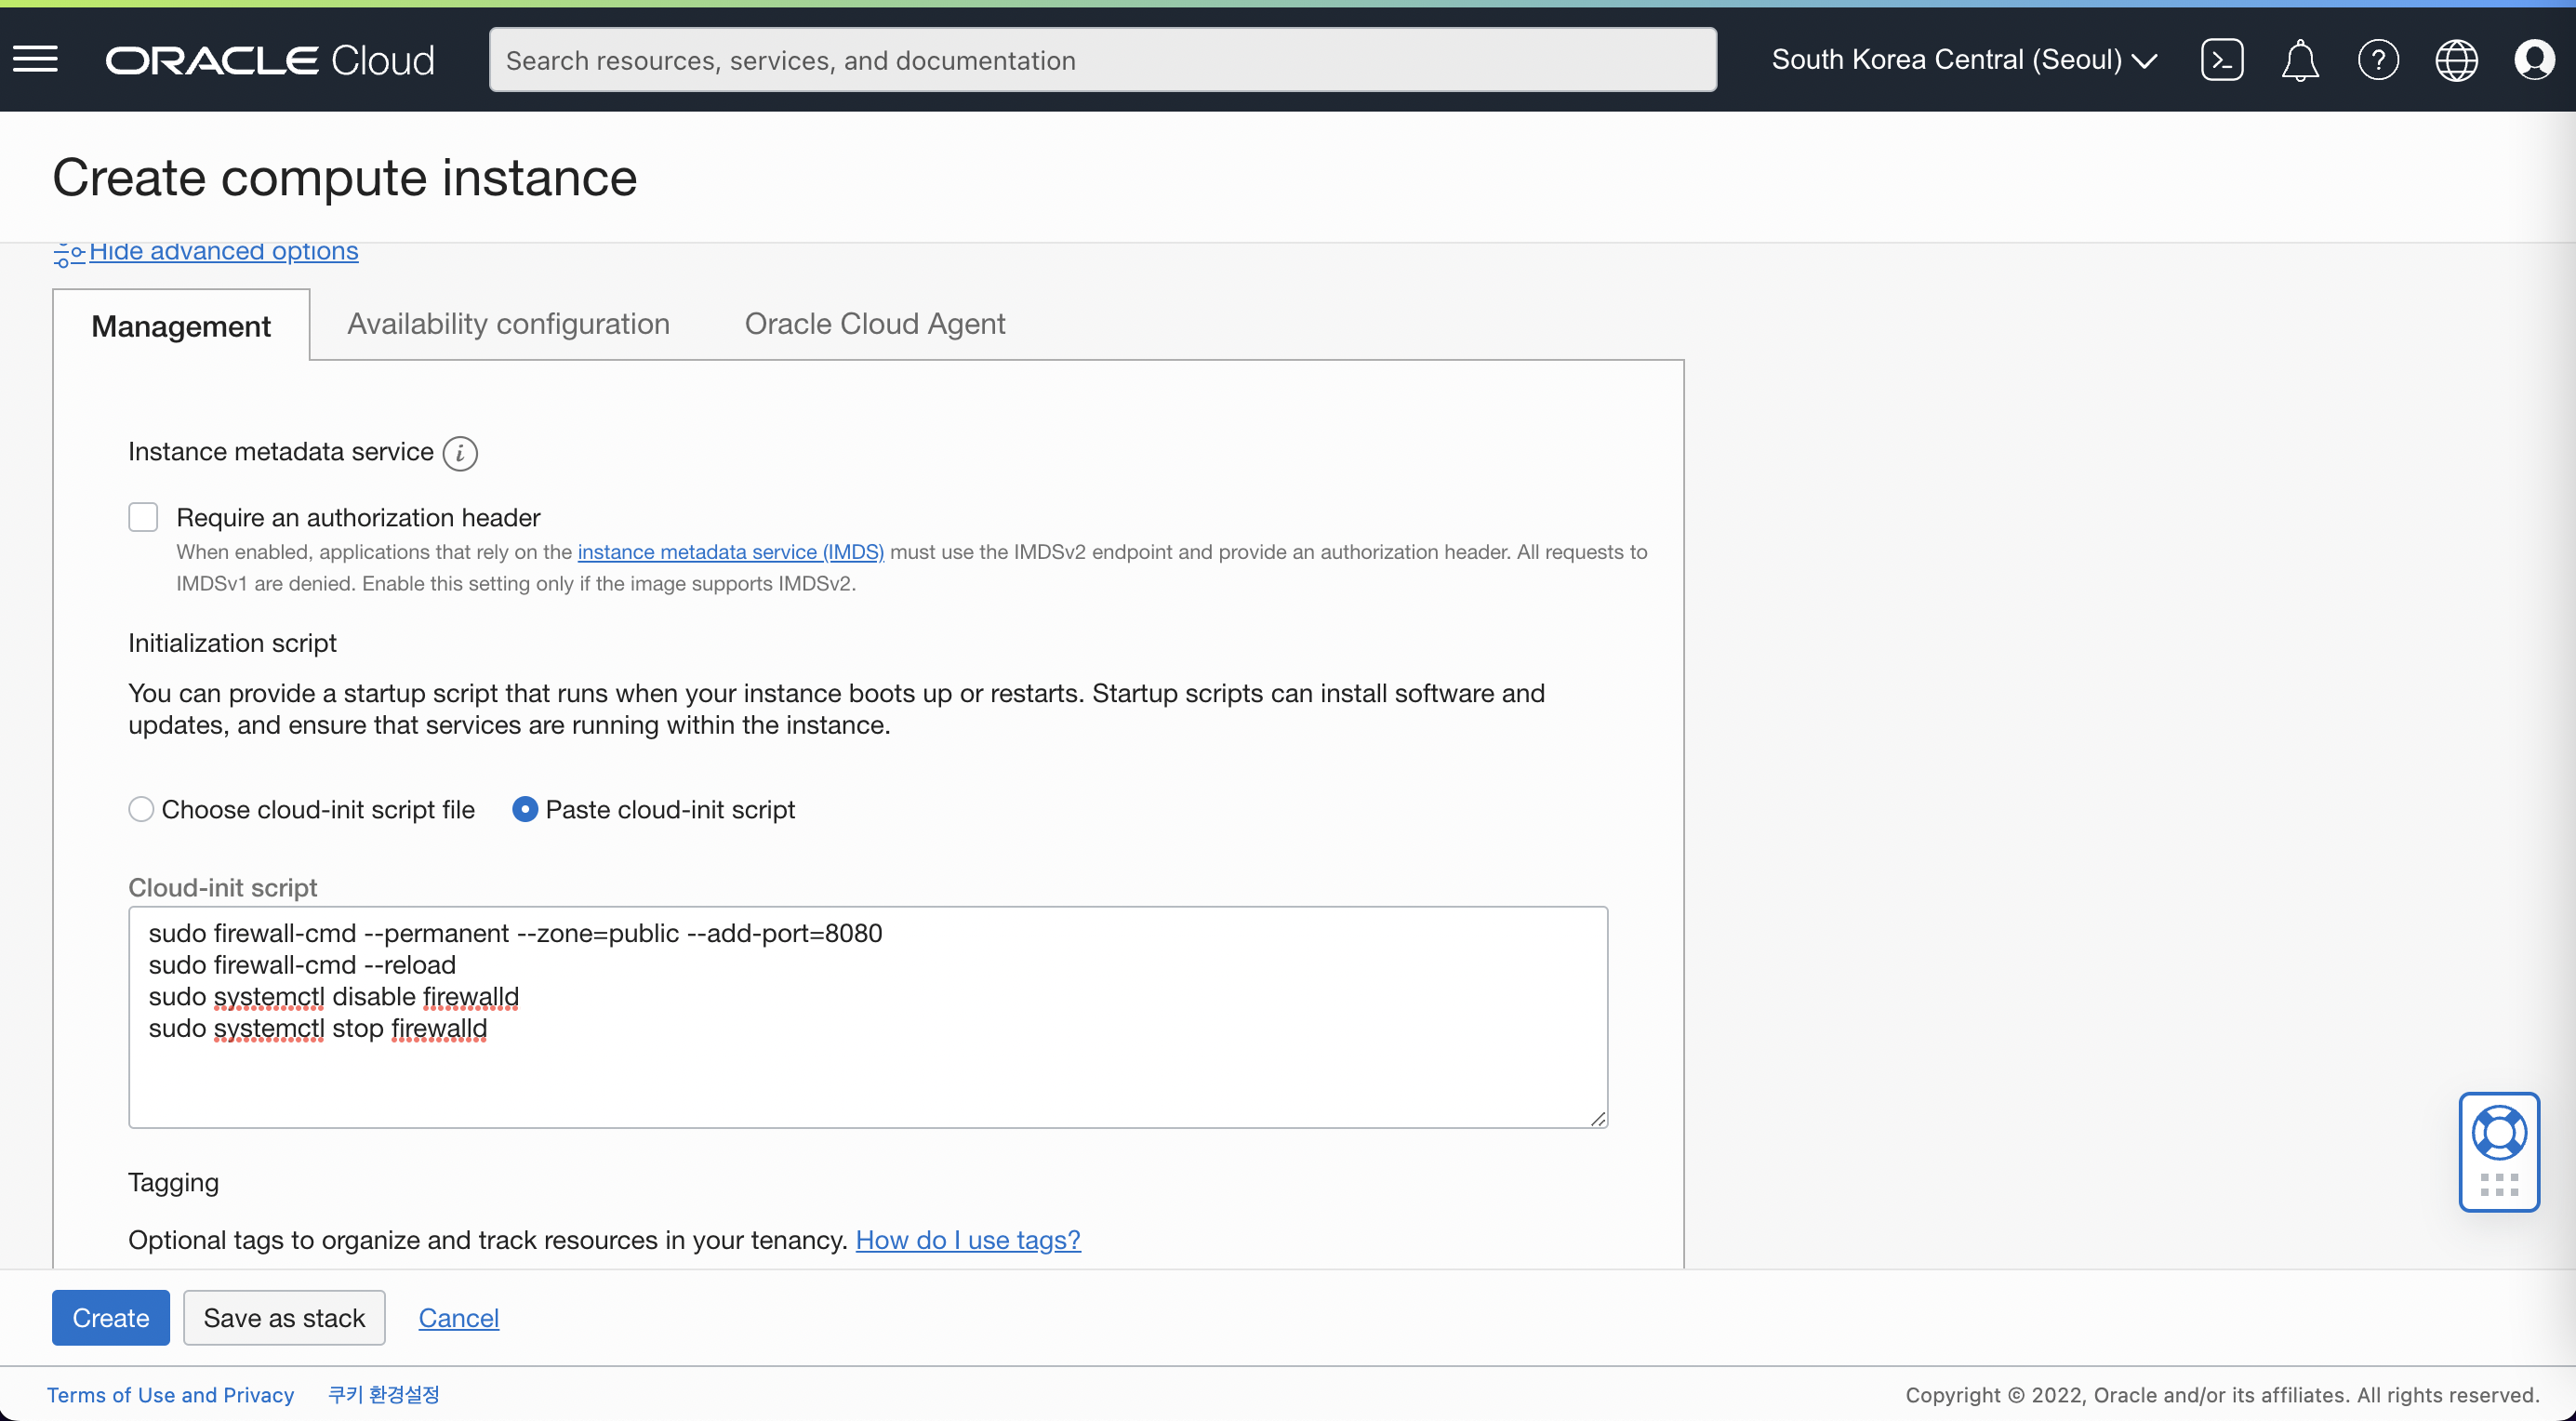 ORACLE Cloud
Search resources, services, and documentation
South Korea Central (Seoul)
Create compute instance
Hide advanced options
Management
Availability configuration
Oracle Cloud Agent
Instance metadata service
Require an authorization header
When enabled, applications that rely on the instance metadata service (IMDS) must use the IMDSv2 endpoint and provide an authorization header. All requests to
IMDSv1 are denied. Enable this setting only if the image supports IMDSv2.
Initialization script
You can provide a startup script that runs when your instance boots up or restarts. Startup scripts can install software and
updates, and ensure that services are running within the instance.
Choose cloud-init script file
Paste cloud-init script
Cloud-init script
sudo firewall-cmd --permanent --zone=public --add-port=8080
sudo firewall-cmd --reload
sudo systemctl disable firewalld
sudo systemctl stop firewalld
Tagging
Optional tags to organize and track resources in your tenancy. How do I use tags?
Create
Save as stack
Cancel
Terms of Use and Privacy
쿠키 환경설정
Copyright © 2022, Oracle and/or its affiliates. All rights reserved.